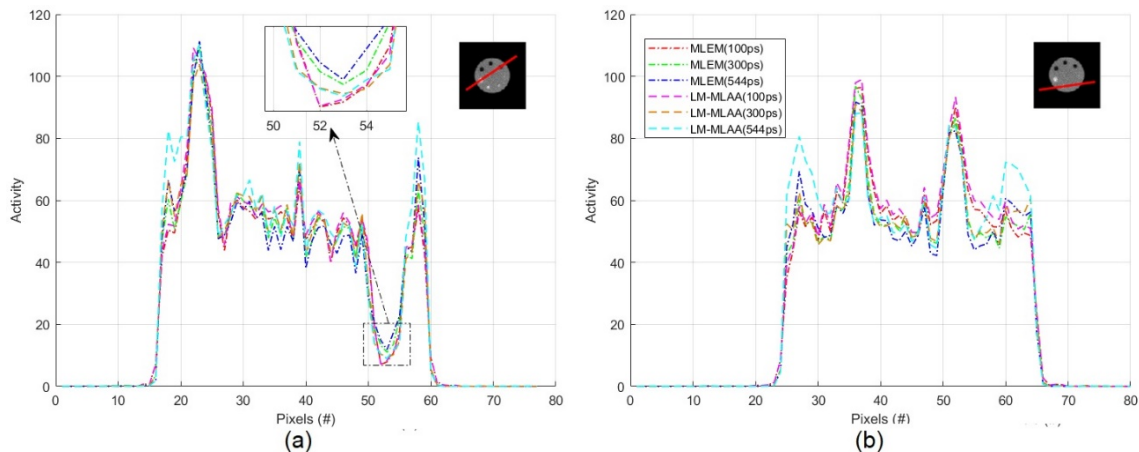 120
100
80
60
40
20
0
Activity
50 52 54
0 10 20 30 40 50 60 70 80
Pixels (#)
(a)
120
100
80
60
40
20
0
Activity
MLEM(100ps)
MLEM(300ps)
MLEM(544ps)
LM-MLAA(100ps)
LM-MLAA(300ps)
LM-MLAA(544ps)
0 10 20 30 40 50 60 70 80
Pixels (#)
(b)